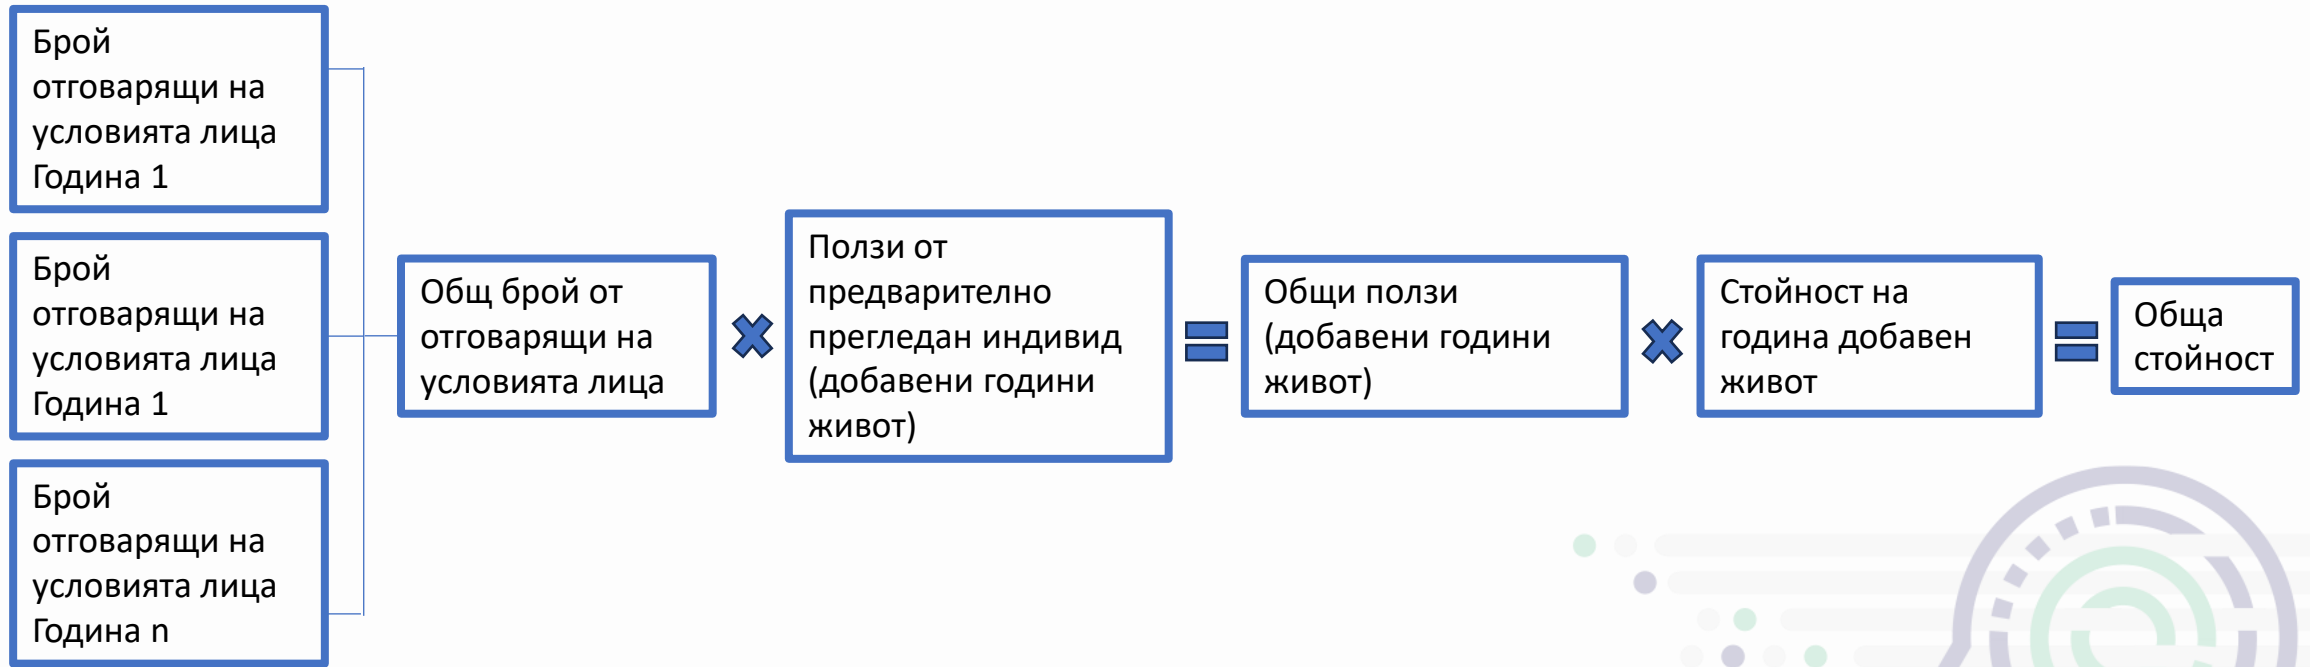 Брой
отговарящи на
условията лица
Година 1
Брой
отговарящи на
условията лица
Година 1
Брой
отговарящи на
условията лица
Година n
Общ брой от
отговарящи на
условията лица
Ползи от
предварително
прегледан индивид
(добавени години
живот)
Общи ползи
(добавени години
живот)
Стойност на
година добавен
живот
Обща
стойност